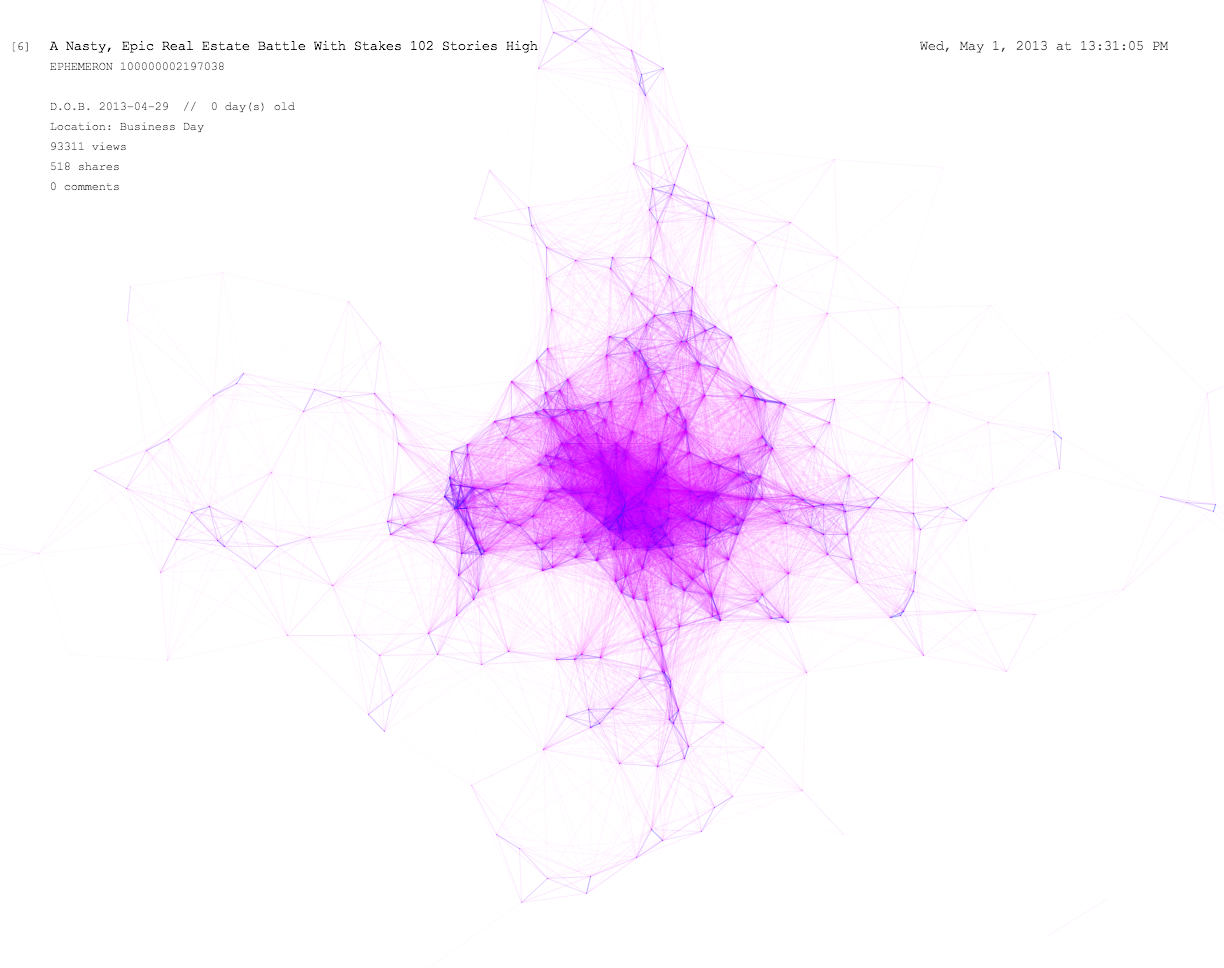 [6] A Nasty, Epic Real Estate Battle With Stakes 102 Stories High Wed, May 1, 2013 at 13:31:05 PM
EPHEMERON 100000002197038
D.O.B. 2013-04-29 // 0 day(s) old
Location: Business Day
93311 views
518 shares
0 comments